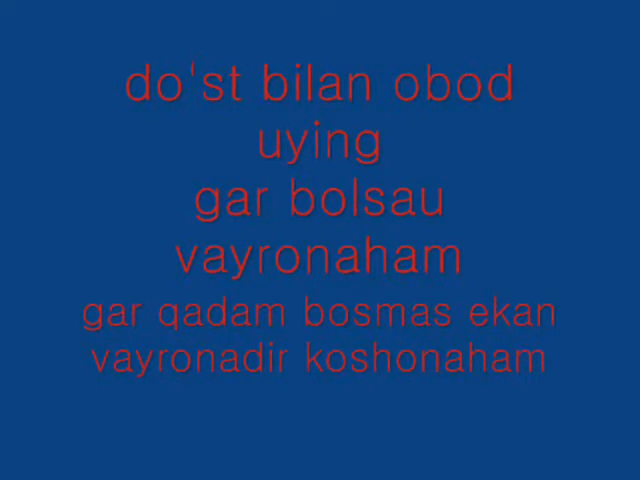 do'st bilan obod
uying
gar bolsau
vayronaham
gar qadam bosmas ekan
vayronadir koshonaham